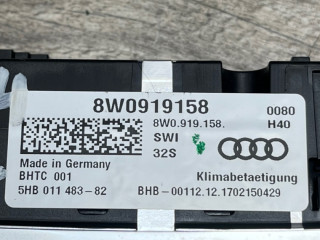 8W0919158
0080
8W0.919.158.
H40
SWI
32S
Made in Germany
BHTC 001
Klimabetaetigung
5HB 011 483-82
BHB-00112.12.1702150429